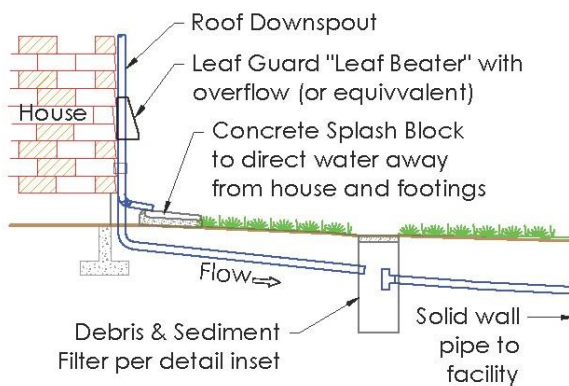 Roof Downspout
Leaf Guard "Leaf Beater" with
overflow (or equivvalent)
House
Concrete Splash Block
to direct water away
from house and footings
Flow
Debris & Sediment
Filter per detail inset
Solid wall
pipe to
facility